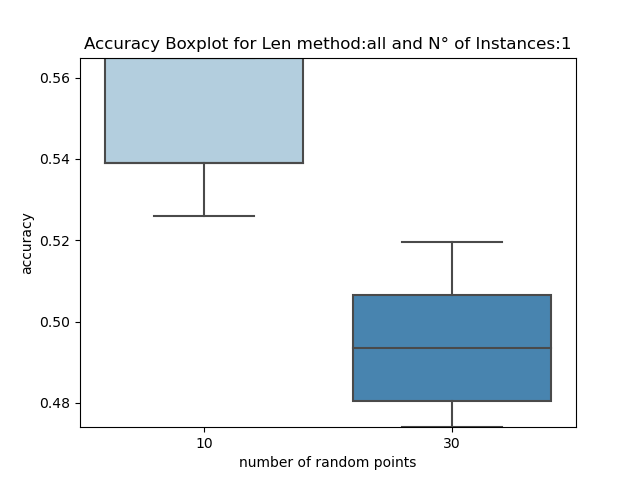 Accuracy Boxplot for Len method:all and N° of Instances:1
0.56
0.54
0.52
0.50
0.48
accuracy
10
30
number of random points